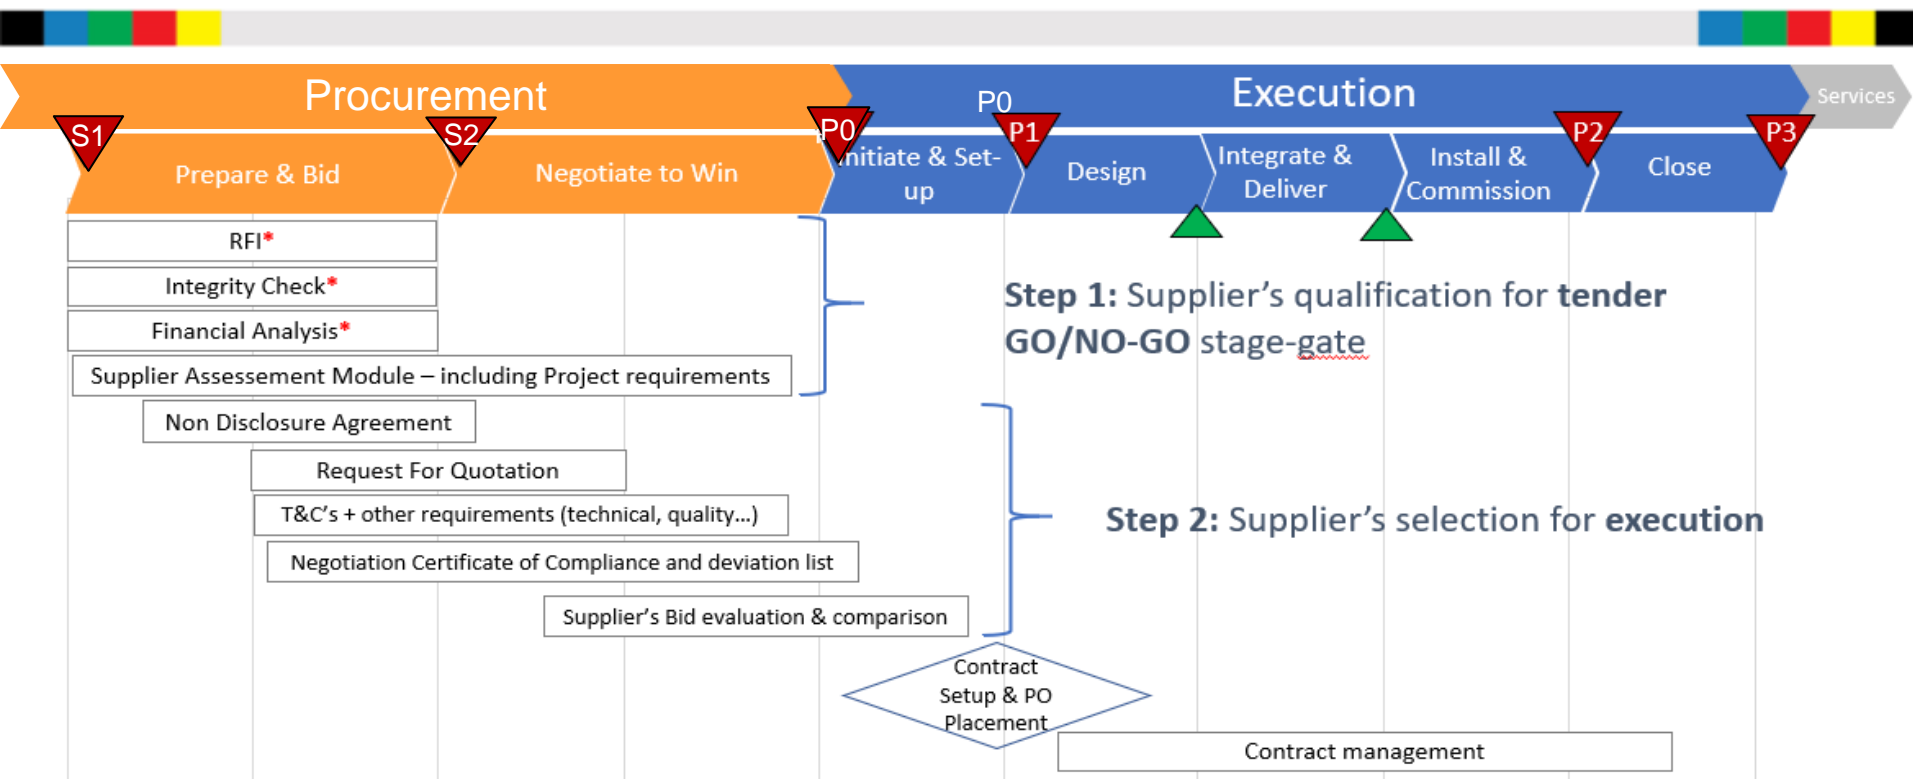 Procurement
Execution
Services
P0
S1
S2
P0
P1
P2
P3
Prepare & Bid
Negotiate to Win
nitiate & Set-
up
Design
Integrate &
Deliver
Install &
Commission
Close
RFI*
Integrity Check*
Financial Analysis*
Supplier Assessement Module – including Project requirements
Non Disclosure Agreement
Request For Quotation
T&C's + other requirements (technical, quality...)
Negotiation Certificate of Compliance and deviation list
Supplier's Bid evaluation & comparison
Step 1: Supplier's qualification for tender
GO/NO-GO stage-gate
Step 2: Supplier's selection for execution
Contract
Setup & PO
Placement
Contract management